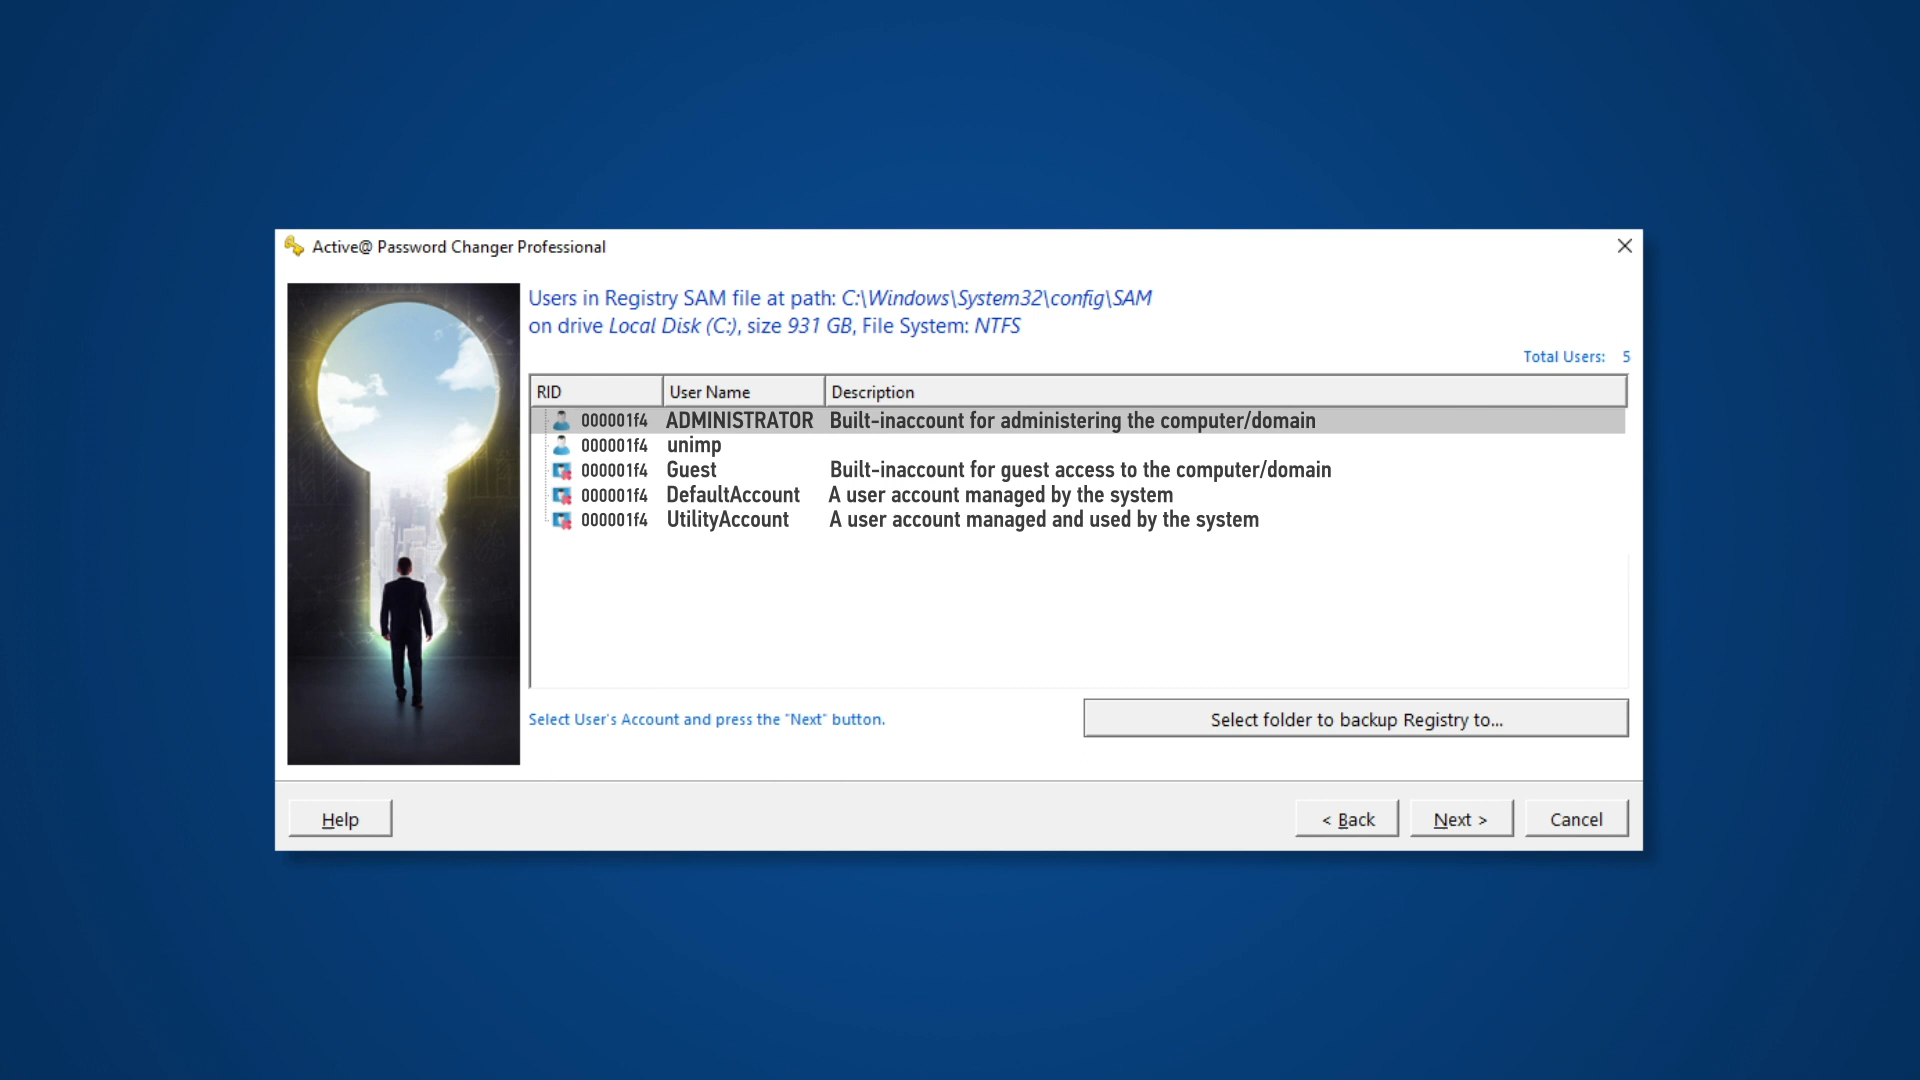 Active@ Password Changer Professional
Users in Registry SAM file at path: C:\Windows\System32\config\SAM
on drive Local Disk (C:), size 931 GB, File System: NTFS
Total Users: 5
RID User Name Description
000001f4 ADMINISTRATOR Built-inaccount for administering the computer/domain
000001f4 unimp
000001f4 Guest Built-inaccount for guest access to the computer/domain
000001f4 DefaultAccount A user account managed by the system
000001f4 UtilityAccount A user account managed and used by the system
Select User's Account and press the "Next" button.
Select folder to backup Registry to...
Help
< Back
Next >
Cancel